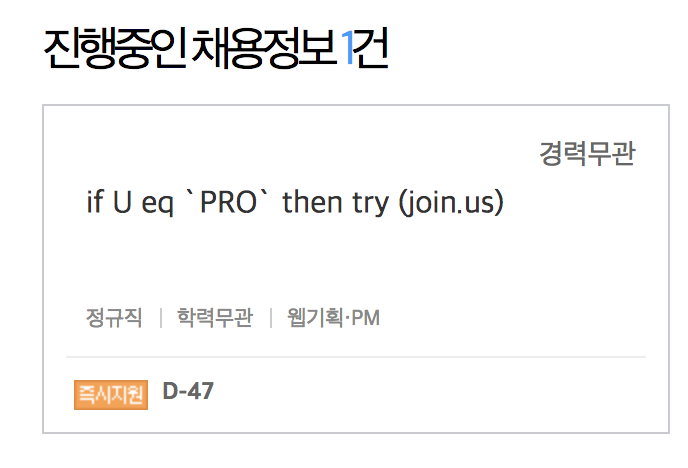 진행중인 채용정보 1건
경력무관
if U eq `PRO` then try (join.us)
정규직 | 학력무관 | 웹기획·PM
즉시지원 D-47